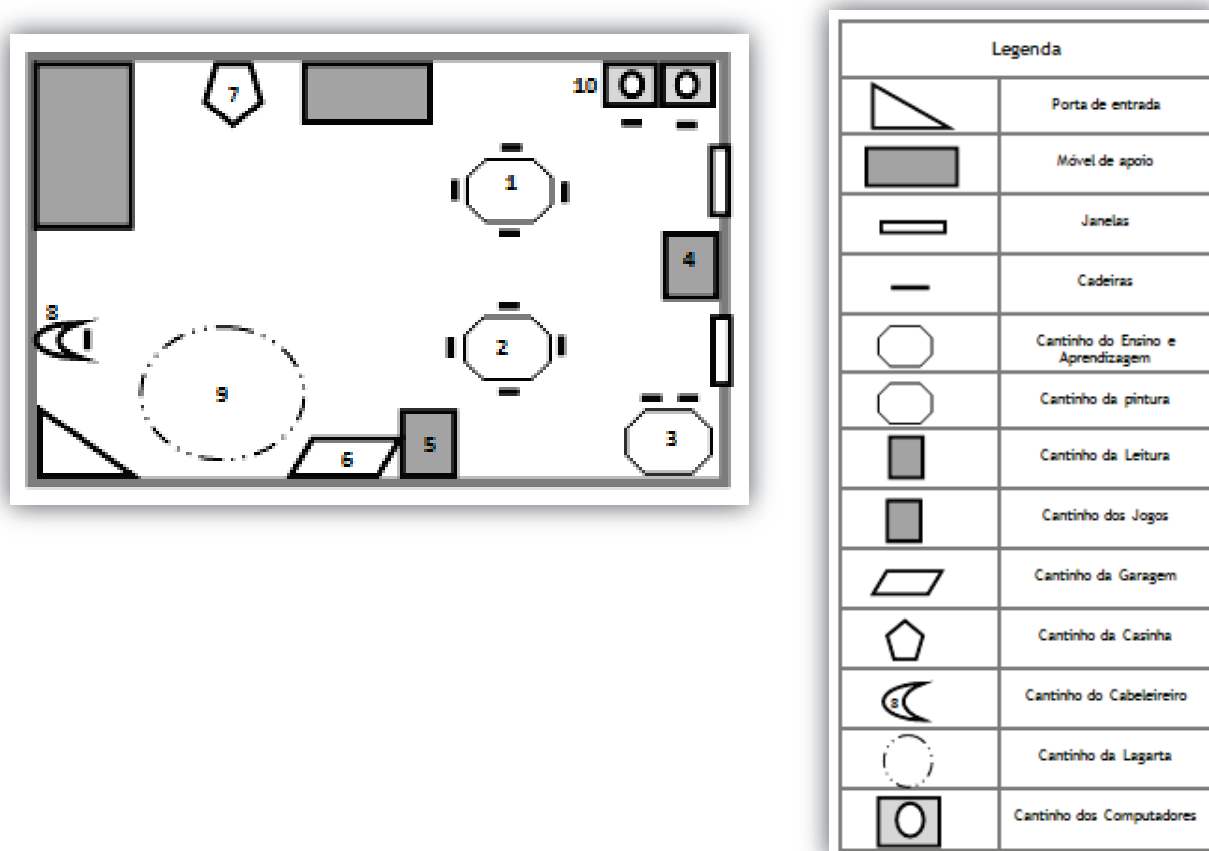 7
10
1
4
8
2
9
3
5
6
Legenda
Porta de entrada
Móvel de apoio
Janelas
Cadeiras
Cantinho do Ensino e
Aprendizagem
Cantinho da pintura
Cantinho da Leitura
Cantinho dos Jogos
Cantinho da Garagem
Cantinho da Casinha
8
Cantinho do Cabeleireiro
Cantinho da Lagarta
Cantinho dos Computadores